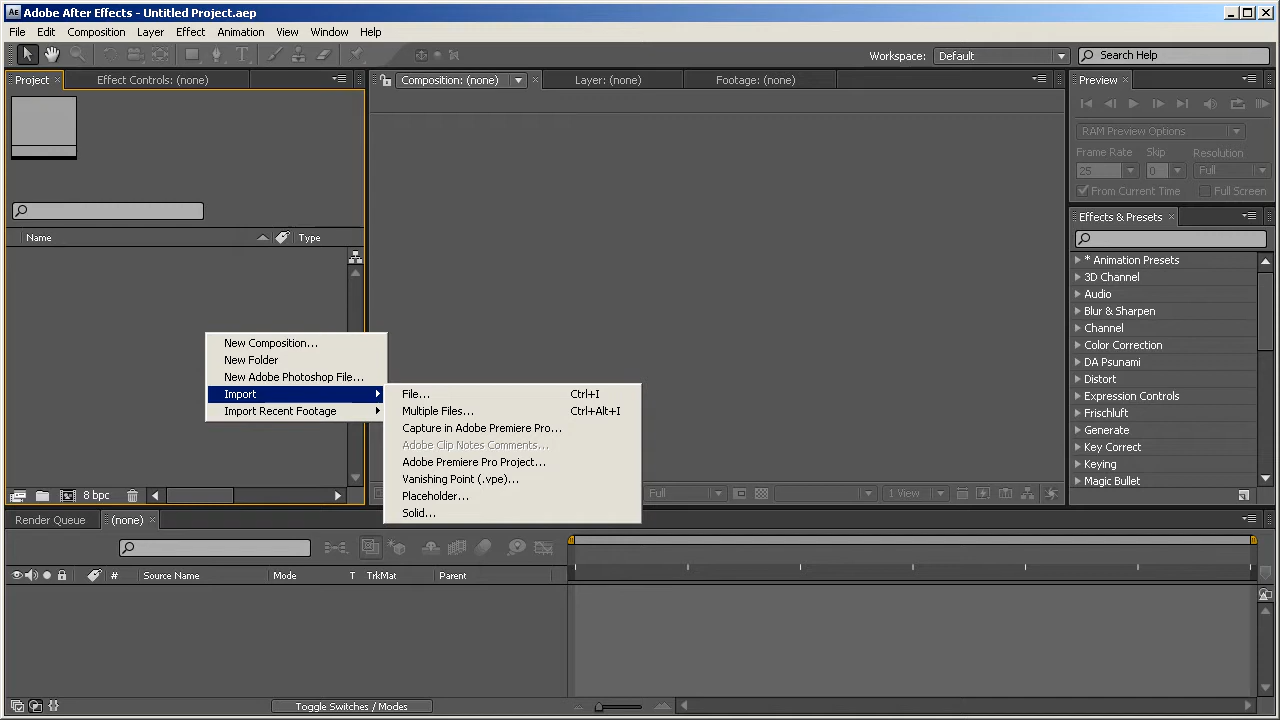 Adobe After Effects - Untitled Project.aep
File Edit Composition Layer Effect Animation View Window Help
Workspace: Default Search Help
Project Effect Controls: (none) Composition: (none) Layer: (none) Footage: (none) Preview
RAM Preview Options
Frame Rate Skip Resolution
25 0 Full
From Current Time Full Screen
Effects & Presets
Name Type
* Animation Presets
3D Channel
Audio
Blur & Sharpen
Channel
Color Correction
DA Psunami
Distort
Expression Controls
Frischluft
Generate
Key Correct
Keying
Magic Bullet
New Composition...
New Folder
New Adobe Photoshop File...
Import
Import Recent Footage
File... Ctrl+I
Multiple Files... Ctrl+Alt+I
Capture in Adobe Premiere Pro...
Adobe Clip Notes Comments...
Adobe Premiere Pro Project...
Vanishing Point (.vpe)...
Placeholder...
Solid...
8 bpc Full 1 View
Render Queue (none)
# Source Name Mode T TrkMat Parent
Toggle Switches / Modes